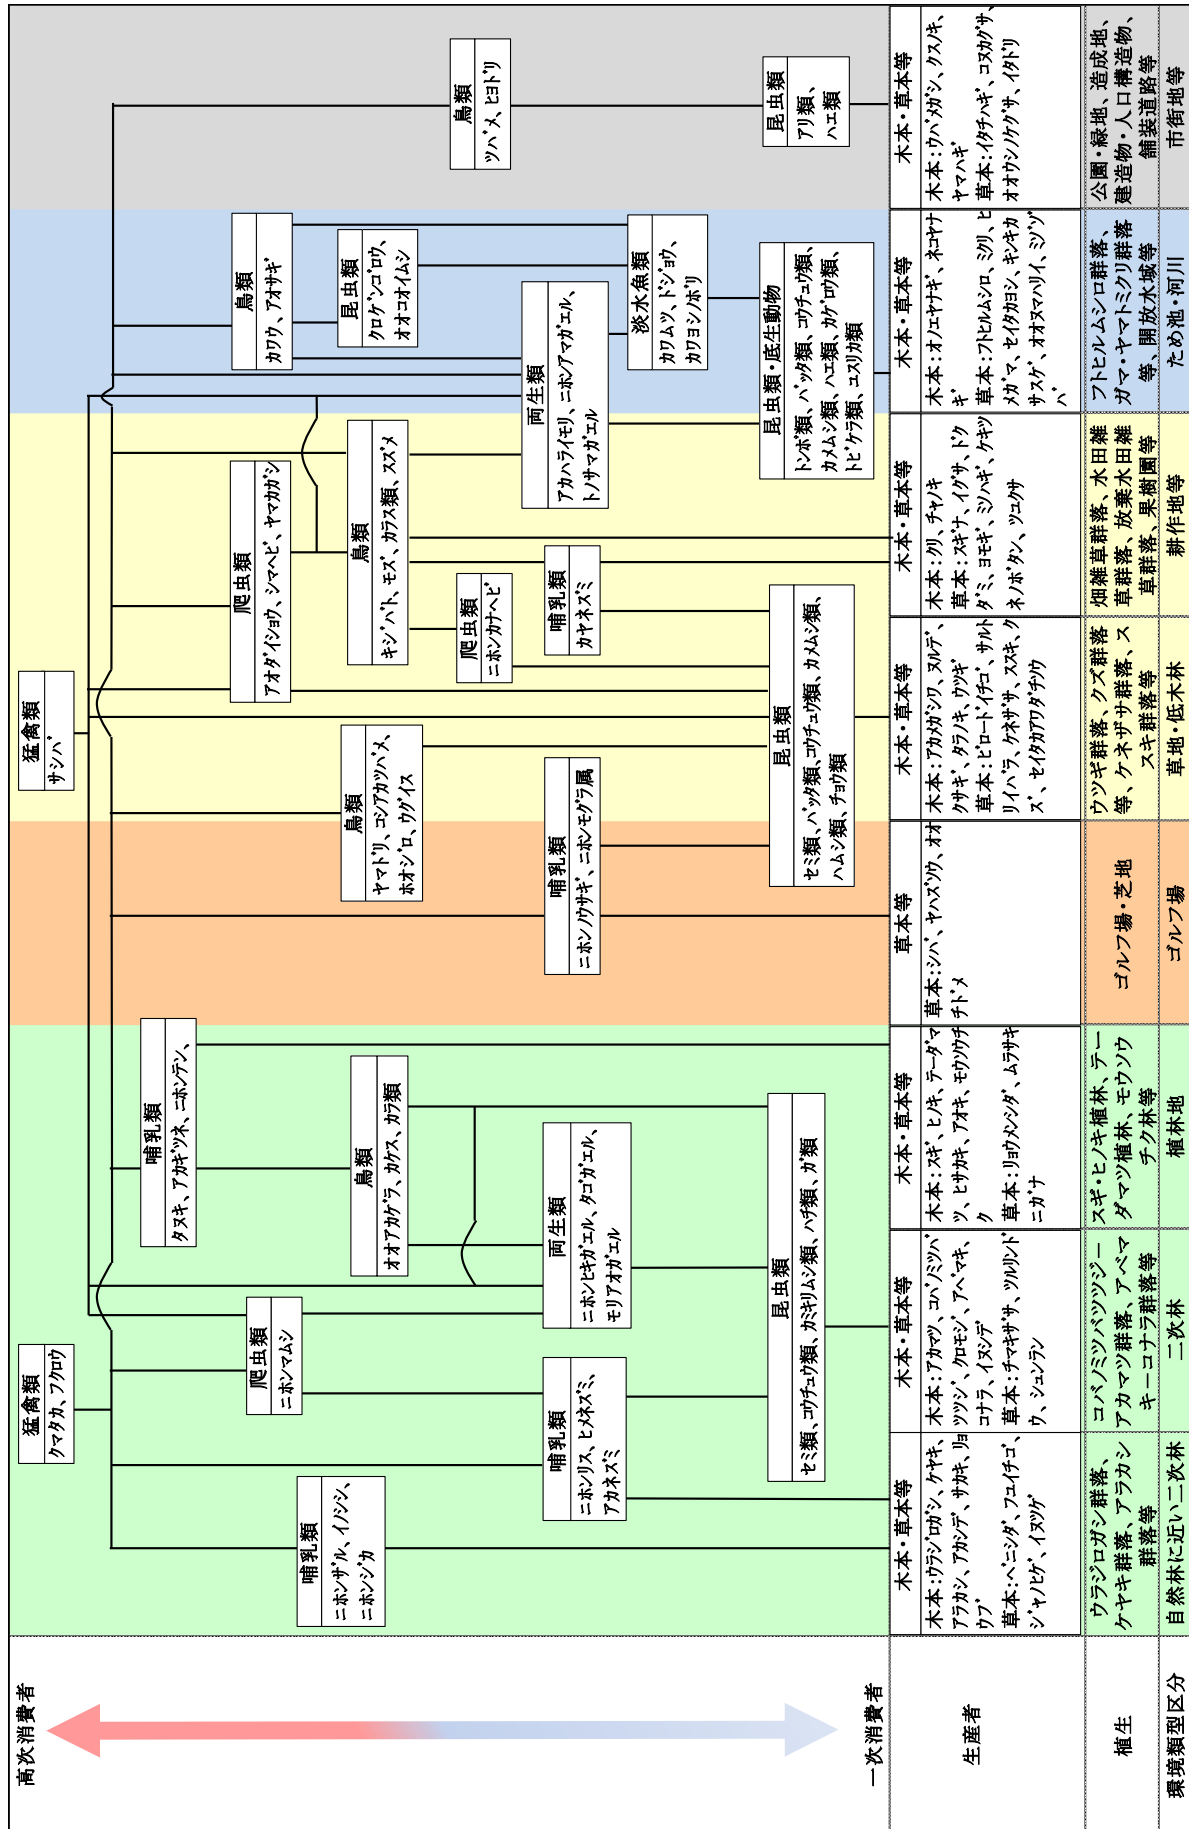 高次消費者
一次消費者
猛禽類
クマタカ、フクロウ
猛禽類
サシバ
哺乳類
ニホンザル、イノシシ、
ニホンジカ
爬虫類
ニホンマムシ
哺乳類
ニホンリス、ヒメネズミ、
アカネズミ
哺乳類
タヌキ、アカギツネ、ニホンテン、
鳥類
オオアカゲラ、カケス、カラ類
両生類
ニホンヒキガエル、タゴガエル、
モリアオガエル
昆虫類
セミ類、コウチュウ類、カミキリムシ類、ハチ類、ガ類
鳥類
ヤマドリ、コシアカツバメ、
ホオジロ、ウグイス
哺乳類
ニホンノウサギ、ニホンモグラ属
爬虫類
アオダイショウ、シマヘビ、ヤマカガシ
鳥類
キジバト、モズ、カラス類、スズメ
爬虫類
ニホンカナヘビ
哺乳類
カヤネズミ
昆虫類
セミ類、バッタ類、コウチュウ類、カメムシ類、
ハムシ類、チョウ類
鳥類
カワウ、アオサギ
昆虫類
クロゲンゴロウ、
オオコオイムシ
両生類
アカハライモリ、ニホンアマガエル、
トノサマガエル
淡水魚類
カワムツ、ドジョウ、
カワヨシノボリ
昆虫類・底生動物
トンボ類、バッタ類、コウチュウ類、
カメムシ類、ハエ類、カゲロウ類、
トビケラ類、ユスリカ類
鳥類
ツバメ、ヒヨドリ
昆虫類
アリ類、
ハエ類
生産者
木本・草本等
木本:ウラジロガシ、ケヤキ、
アラカシ、アカシデ、サカキ、リョ
ウブ
草本:ベニシダ、フユイチゴ、
ジャノヒゲ、イヌツゲ
木本・草本等
木本:アカマツ、コバノミツバ
ツツジ、クロモジ、アベマキ、
コナラ、イヌシデ
草本:チマキザサ、ツルリンド
ウ、シュンラン
木本・草本等
木本:スギ、ヒノキ、テーダマ
ツ、ヒサカキ、アオキ、モウソウチ
ク
草本:リョウメンシダ、ムラサキ
ニガナ
草本等
草本:シバ、ヤハズソウ、オオ
チドメ
木本・草本等
木本:アカメガシワ、ヌルデ、
クサギ、タラノキ、ウツギ
草本:ビロードイチゴ、サルト
リイバラ、ケネザサ、ススキ、ク
ズ、セイタカアワダチソウ
木本・草本等
木本:クリ、チャノキ
草本:スギナ、イグサ、ドク
ダミ、ヨモギ、ミツバギ、ケキツ
ネノボタン、ツユクサ
木本・草本等
木本:オノエヤナギ、ネコヤナ
ギ
草本:フトヒルムシロ、ミクリ、ヒ
メガマ、セイタカヨシ、キンキカ
サスゲ、オオヌマハリイ、ミゾソ
バ
木本・草本等
木本:ウバメガシ、クスノキ、
ヤマハギ
草本:イタチハギ、コヌカグサ、
オオウシノケグサ、イタドリ
植生
ウラジロガシ群落、
ケヤキ群落、アラカシ
群落等
コバノミツバツツジー
アカマツ群落、アベマ
キーコナラ群落等
スギ・ヒノキ植林、テー
ダマツ植林、モウソウ
チク林等
ゴルフ場・芝地
ウツギ群落、クズ群落
等、ケネザサ群落、ス
スキ群落等
畑雑草群落、水田雑
草群落、放棄水田雑
草群落、果樹園等
フトヒルムシロ群落、
ガマ・ヤマトミクリ群落
等、開放水域等
公園・緑地、造成地、
建造物・人口構造物、
舗装道路等
環境類型区分
自然林に近い二次林
二次林
植林地
ゴルフ場
草地・低木林
耕作地等
ため池・河川
市街地等